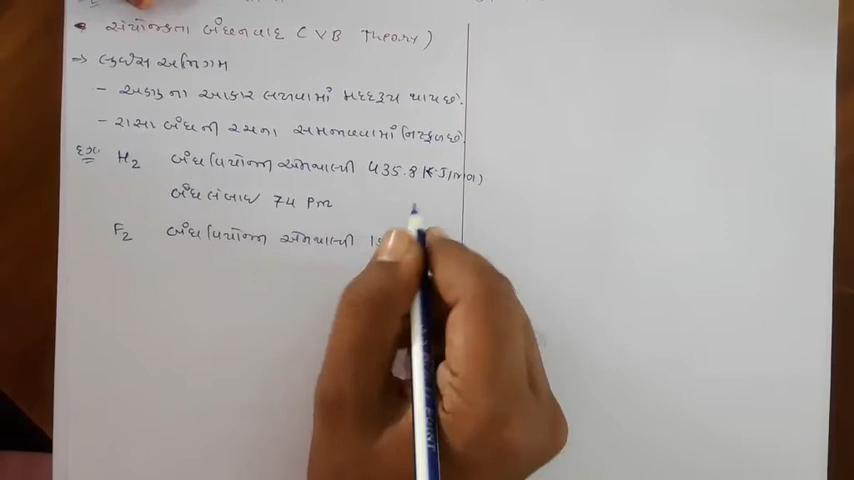 સંયોજકતા બંધનવાદ (VB Theory)
⇒ લુઈસ અભિગમ
- અણુના આકાર લખવામાં મદદરૂપ થાય છે.
- રાસા બંધની રચના સમજાવવામાં નિષ્ફળ છે.
દા.ત. H2 બંધ વિયોજન એન્થાલ્પી 435.8 KJ/mol
બંધ લંબાઈ 74 Pm
F2 બંધ વિયોજન એન્થાલ્પી